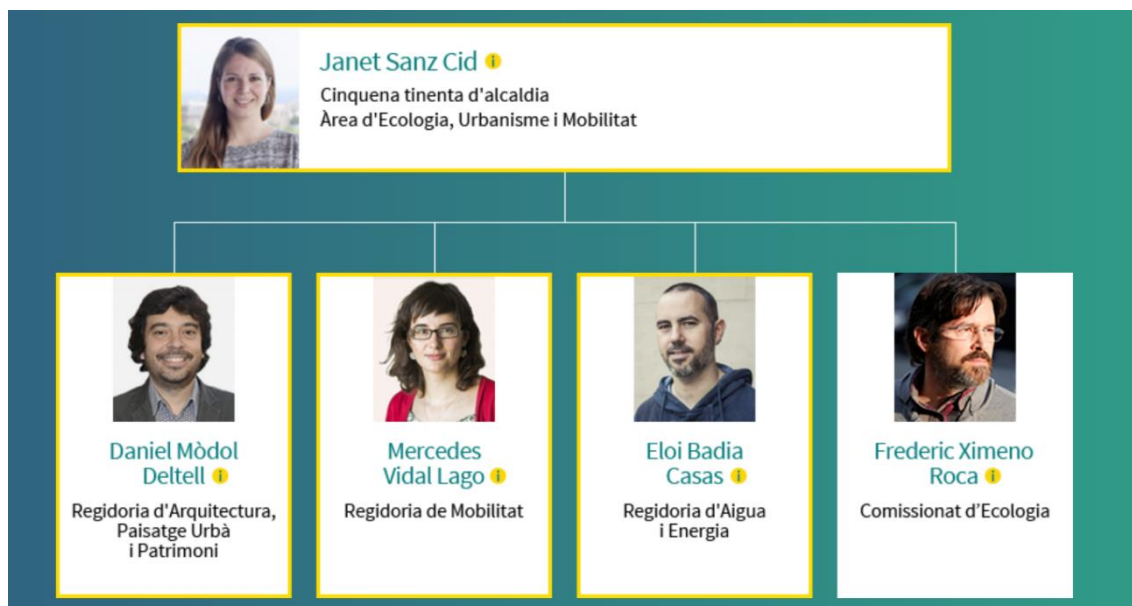 Janet Sanz Cid
Cinquena tinenta d'alcaldia
Àrea d'Ecologia, Urbanisme i Mobilitat
Daniel Mòdol
Deltell
Regidoria d'Arquitectura,
Paisatge Urbà
i Patrimoni
Mercedes
Vidal Lago
Regidoria de Mobilitat
Eloi Badia
Casas
Regidoria d'Aigua
i Energia
Frederic Ximeno
Roca
Comissionat d’Ecologia